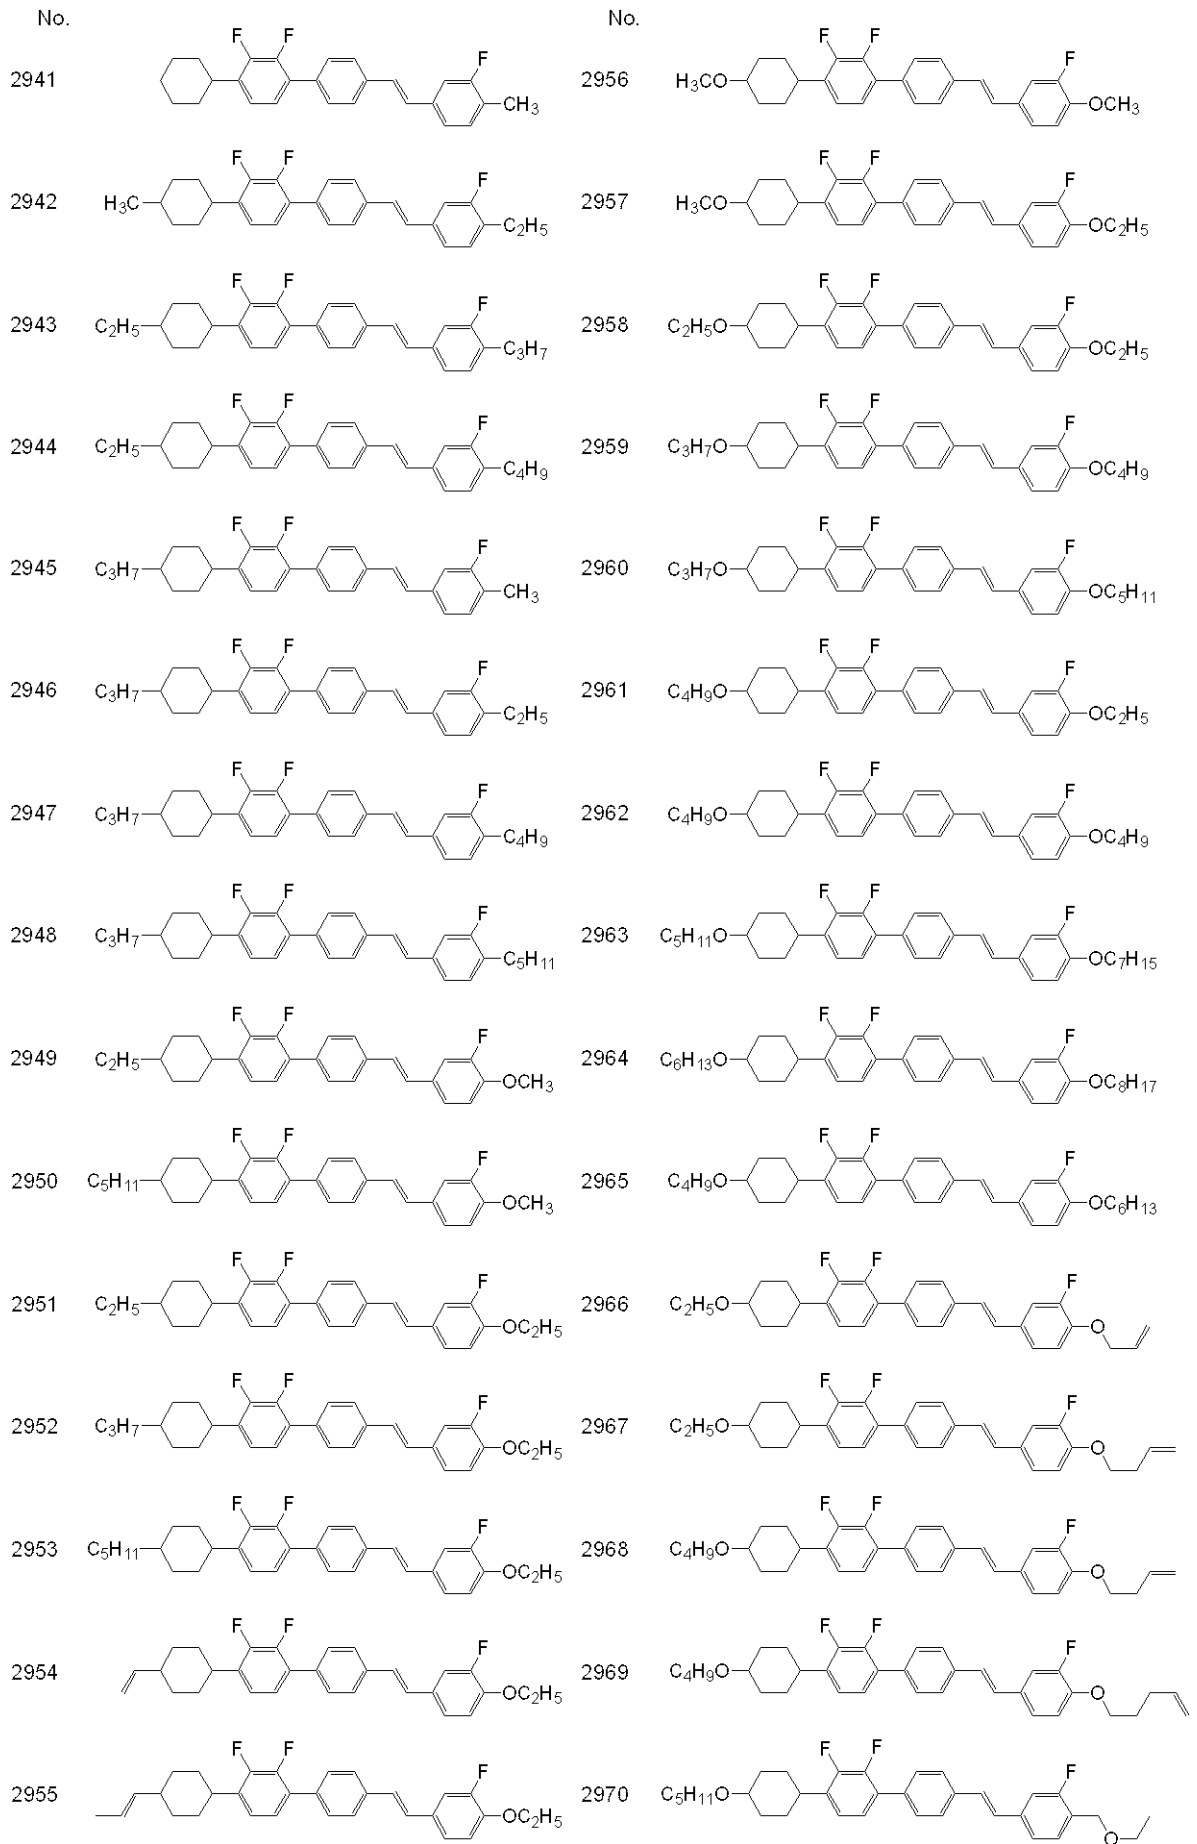 No. No.
F F F
2941 CH3
F F F
2956 H3CO OCH3
F F F
2942 H3C C2H5
F F F
2957 H3CO OC2H5
F F F
2943 C2H5 C3H7
F F F
2958 C2H5O OC2H5
F F F
2944 C2H5 C4H9
F F F
2959 C3H7O OC4H9
F F F
2945 C3H7 CH3
F F F
2960 C3H7O OC5H11
F F F
2946 C3H7 C2H5
F F F
2961 C4H9O OC2H5
F F F
2947 C3H7 C4H9
F F F
2962 C4H9O OC4H9
F F F
2948 C3H7 C5H11
F F F
2963 C5H11O OC7H15
F F F
2949 C2H5 OCH3
F F F
2964 C6H13O OC8H17
F F F
2950 C5H11 OCH3
F F F
2965 C4H9O OC6H13
F F F
2951 C2H5 OC2H5
F F F
2966 C2H5O O
F F F
2952 C3H7 OC2H5
F F F
2967 C2H5O O
F F F
2953 C5H11 OC2H5
F F F
2968 C4H9O O
F F F
2954 OC2H5
F F F
2969 C4H9O O
F F F
2955 OC2H5
F F F
2970 C5H11O O